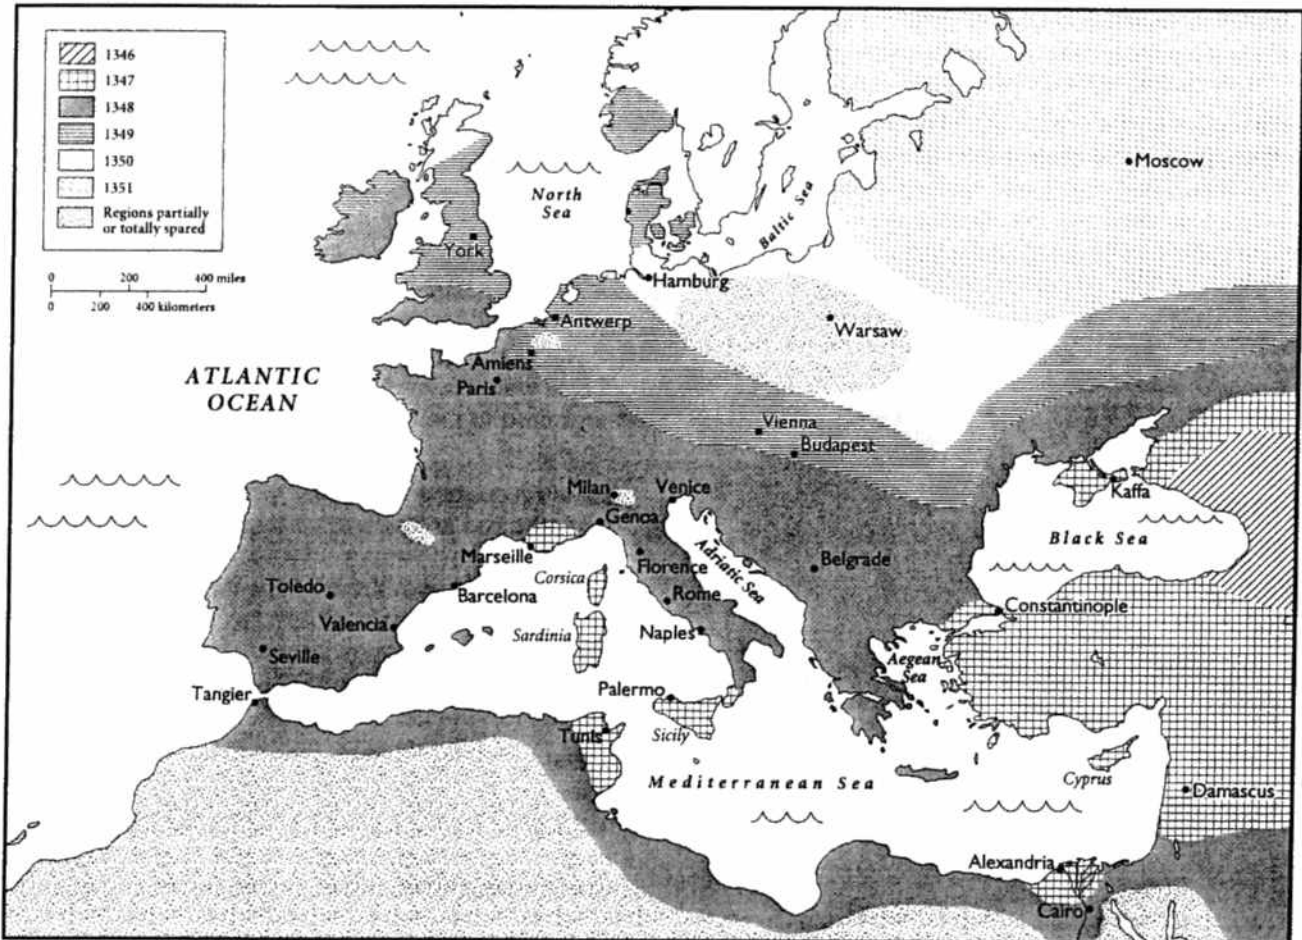 1346
1347
1348
1349
1350
1351
Regions partially
or totally spared
0 200 400 miles
0 200 400 kilometers
North
Sea
Baltic Sea
Moscow
York
Hamburg
Antwerp
Warsaw
Amiens
Paris
ATLANTIC
OCEAN
Vienna
Budapest
Milan
Venice
Genoa
Kaffa
Black Sea
Marseille
Florence
Adriatic Sea
Belgrade
Corsica
Toledo
Barcelona
Rome
Constantinople
Valencia
Sardinia
Naples
Seville
Aegean
Sea
Tangier
Palermo
Tunis
Sicily
Mediterranean Sea
Cyprus
Damascus
Alexandria
Cairo